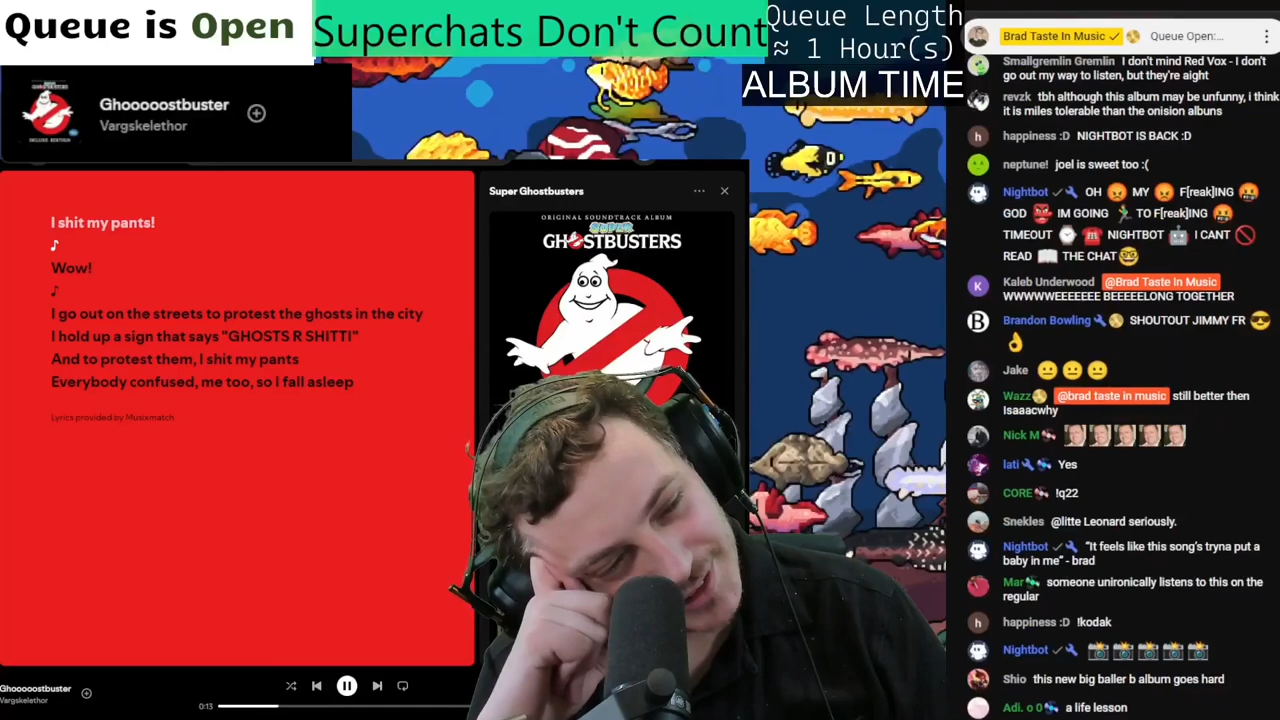 Queue is Open
Superchats Don't Count
Queue Length
≈ 1 Hour(s)
ALBUM TIME
Ghooooostbuster
Vargskelethor
I shit my pants!
♪
Wow!
♪
I go out on the streets to protest the ghosts in the city
I hold up a sign that says "GHOSTS R SHITTI"
And to protest them, I shit my pants
Everybody confused, me too, so I fall asleep
Lyrics provided by Musixmatch
Super Ghostbusters
ORIGINAL SOUNDTRACK ALBUM
SUPER
GHOSTBUSTERS
Ghooooostbuster
Vargskelethor
0:13
Brad Taste In Music Queue Open:...
Smallgremlin Gremlin I don't mind Red Vox - I don't
go out my way to listen, but they're aight
revzk tbh although this album may be unfunny, i think
it is miles tolerable than the onision albuns
happiness :D NIGHTBOT IS BACK :D
neptune! joel is sweet too :(
Nightbot OH 😡 MY 😡 F[reak]ING 🤬
GOD 👺 IM GOING 🏃 TO F[reak]ING 🤬
TIMEOUT ⌚ ☎️ NIGHTBOT 🤖 I CANT 🚫
READ 📖 THE CHAT 🤓
Kaleb Underwood @Brad Taste In Music
WWWWWEEEEEEE BEEEEELONG TOGETHER
Brandon Bowling SHOUTOUT JIMMY FR 😎
👌
Jake 😐 😐 😐
Wazz @brad taste in music still better then
Isaaacwhy
Nick M
lati Yes
CORE !q22
Snekles @litte Leonard seriously.
Nightbot “It feels like this song's tryna put a
baby in me” - brad
Mar someone unironically listens to this on the
regular
happiness :D !kodak
Nightbot 📸 📸 📸 📸 📸
Shio this new big baller b album goes hard
Adi. o 0 a life lesson